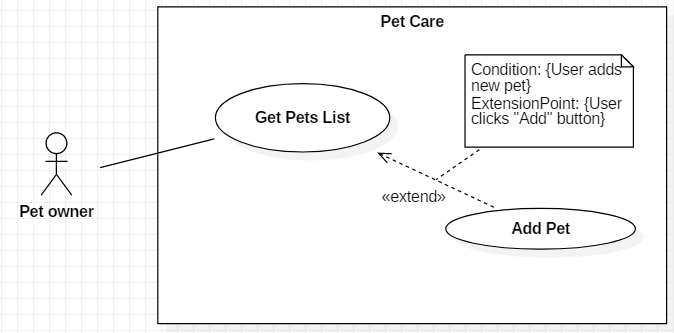 Pet Care
Condition: {User adds
new pet}
ExtensionPoint: {User
clicks "Add" button}
Get Pets List
«extend»
Pet owner
Add Pet